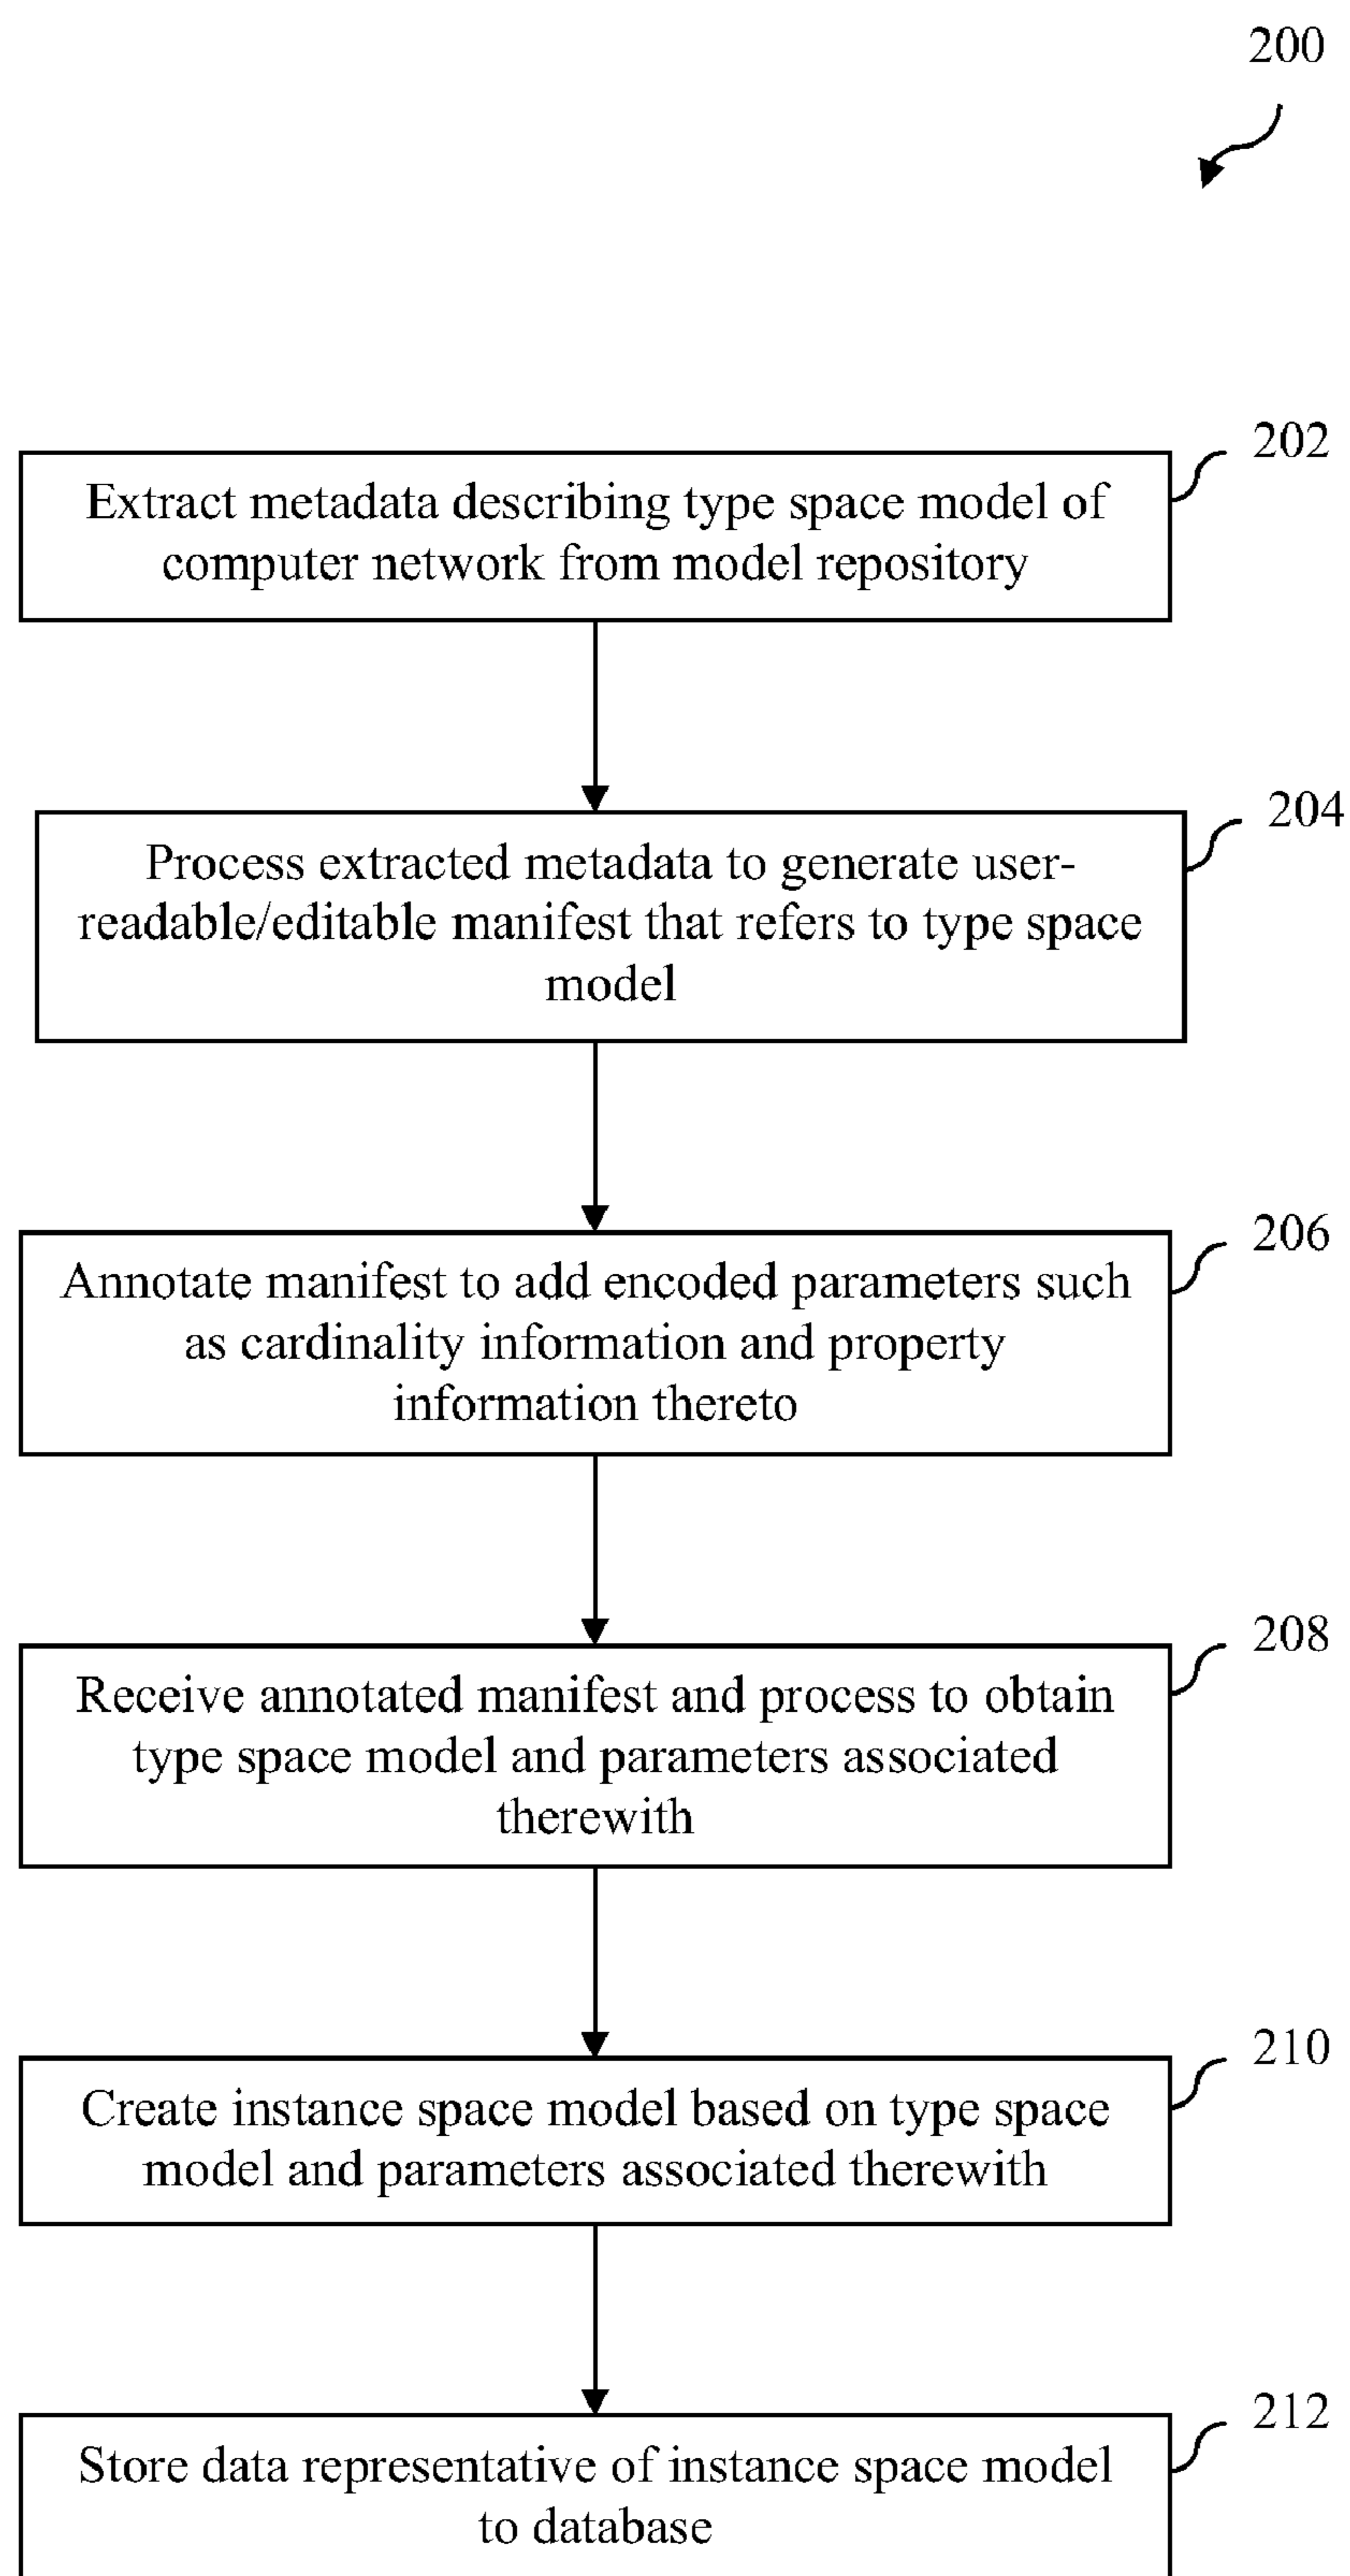 200
202
Extract metadata describing type space model of
computer network from model repository
204
Process extracted metadata to generate user-
readable/editable manifest that refers to type space
model
206
Annotate manifest to add encoded parameters such
as cardinality information and property
information thereto
208
Receive annotated manifest and process to obtain
type space model and parameters associated
therewith
210
Create instance space model based on type space
model and parameters associated therewith
212
Store data representative of instance space model
to database